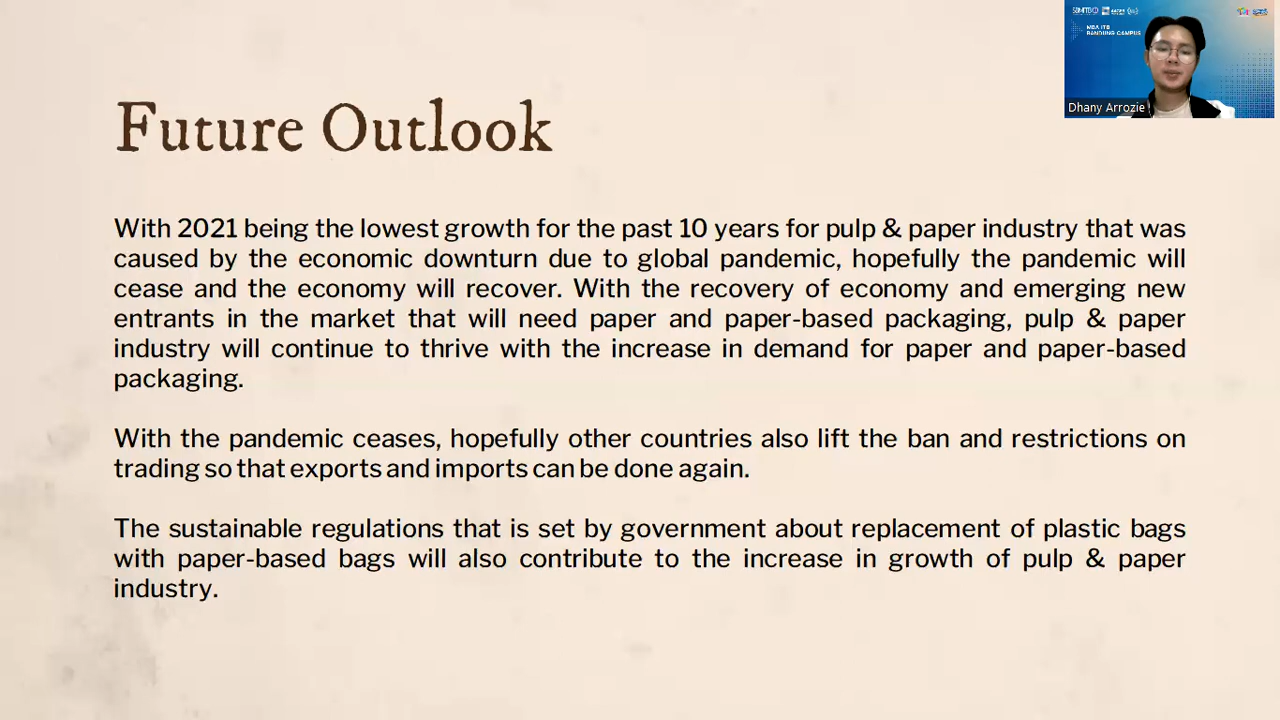 Future Outlook
With 2021 being the lowest growth for the past 10 years for pulp & paper industry that was
caused by the economic downturn due to global pandemic, hopefully the pandemic will
cease and the economy will recover. With the recovery of economy and emerging new
entrants in the market that will need paper and paper-based packaging, pulp & paper
industry will continue to thrive with the increase in demand for paper and paper-based
packaging.
With the pandemic ceases, hopefully other countries also lift the ban and restrictions on
trading so that exports and imports can be done again.
The sustainable regulations that is set by government about replacement of plastic bags
with paper-based bags will also contribute to the increase in growth of pulp & paper
industry.
MBA ITB
BANDUNG CAMPUS
Dhany Arrozie